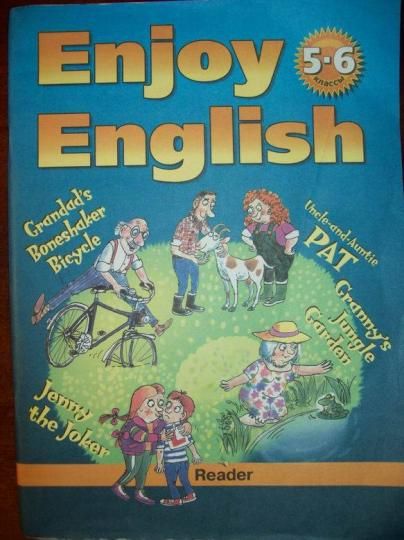 Enjoy
English
5-6
классы
Grandad's
Boneshaker
Bicycle
Uncle-and-Auntie
PAT
Granny's
Jungle
Garden
Jenny
the Joker
L
Reader